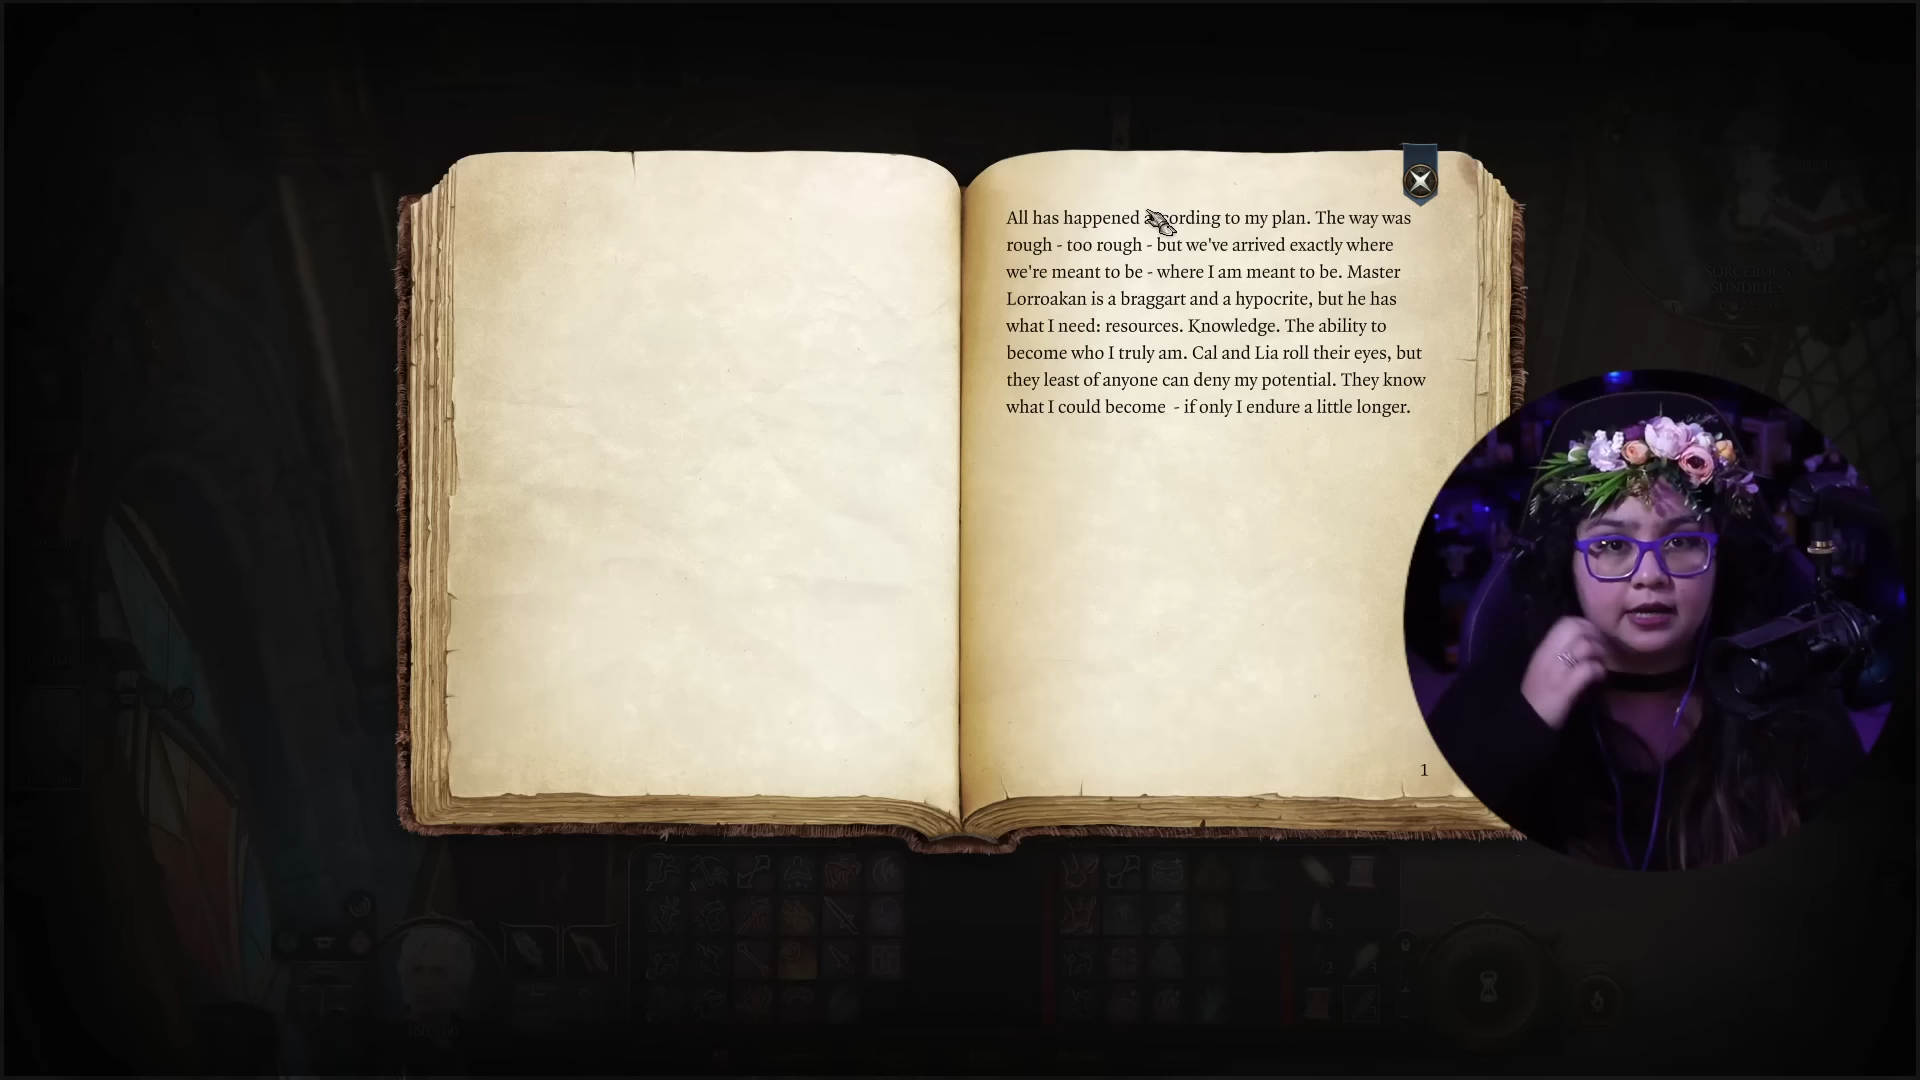 All has happened according to my plan. The way was
rough - too rough - but we've arrived exactly where
we're meant to be - where I am meant to be. Master
Lorroakan is a braggart and a hypocrite, but he has
what I need: resources. Knowledge. The ability to
become who I truly am. Cal and Lia roll their eyes, but
they least of anyone can deny my potential. They know
what I could become  - if only I endure a little longer.
1
SORCEROUS
SUNDRIES